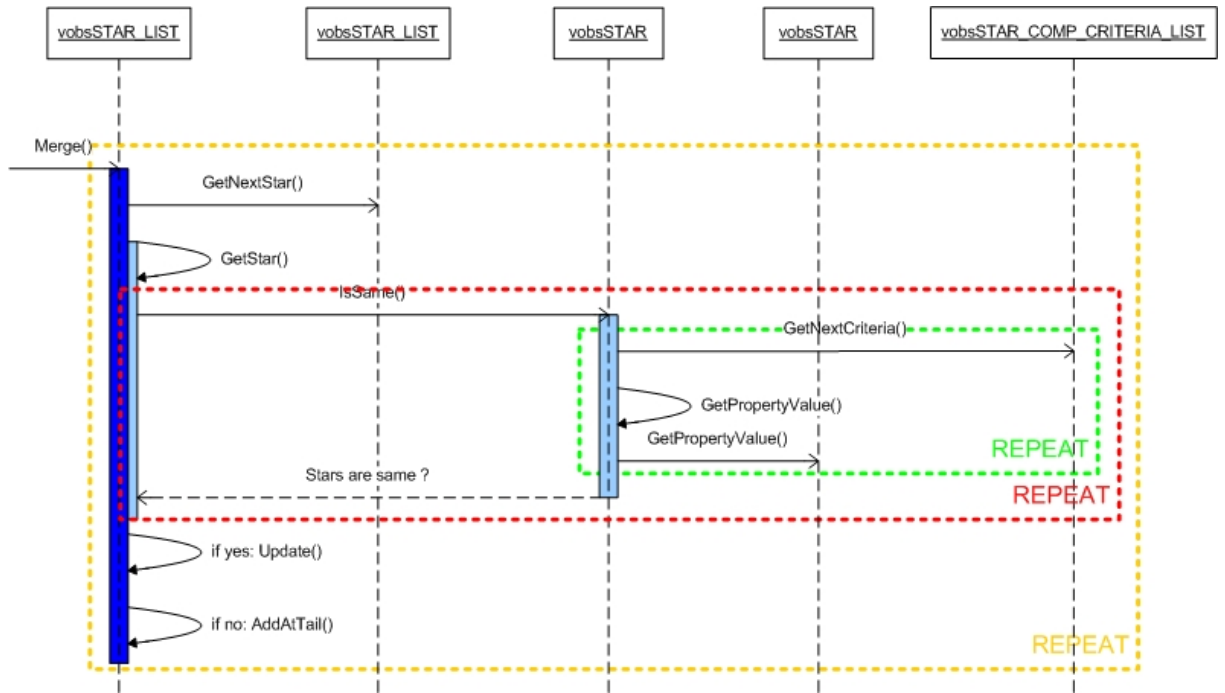 vobsSTAR_LIST
vobsSTAR_LIST
vobsSTAR
vobsSTAR
vobsSTAR_COMP_CRITERIA_LIST
Merge()
GetNextStar()
GetStar()
IsSame()
GetNextCriteria()
GetPropertyValue()
GetPropertyValue()
REPEAT
Stars are same ?
REPEAT
if yes: Update()
if no: AddAtTail()
REPEAT